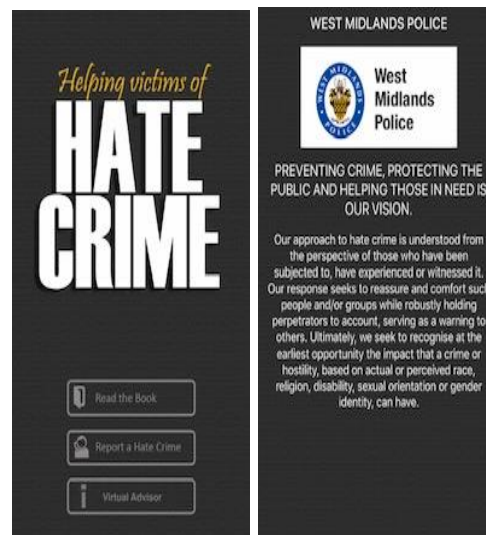 Helping victims of
HATE
CRIME
Read the Book
Report a Hate Crime
Virtual Advisor
WEST MIDLANDS POLICE
WEST MIDLANDS
POLICE
West
Midlands
Police
PREVENTING CRIME, PROTECTING THE
PUBLIC AND HELPING THOSE IN NEED IS
OUR VISION.
Our approach to hate crime is understood from
the perspective of those who have been
subjected to, have experienced or witnessed it.
Our response seeks to reassure and comfort such
people and/or groups while robustly holding
perpetrators to account, serving as a warning to
others. Ultimately, we seek to recognise at the
earliest opportunity the impact that a crime or
hostility, based on actual or perceived race,
religion, disability, sexual orientation or gender
identity, can have.